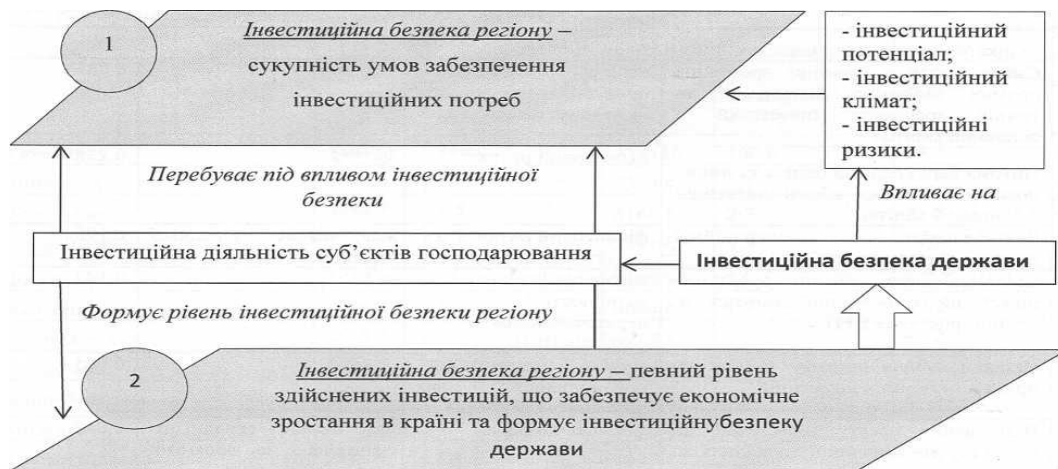 1
Інвестиційна безпека регіону –
сукупність умов забезпечення
інвестиційних потреб
- інвестиційний
потенціал;
- інвестиційний
клімат;
- інвестиційні
ризики.
Перебуває під впливом інвестиційної
безпеки
Впливає на
Інвестиційна діяльність суб’єктів господарювання
Інвестиційна безпека держави
Формує рівень інвестиційної безпеки регіону
2
Інвестиційна безпека регіону – певний рівень
здійснених інвестицій, що забезпечує економічне
зростання в країні та формує інвестиційнубезпеку
держави